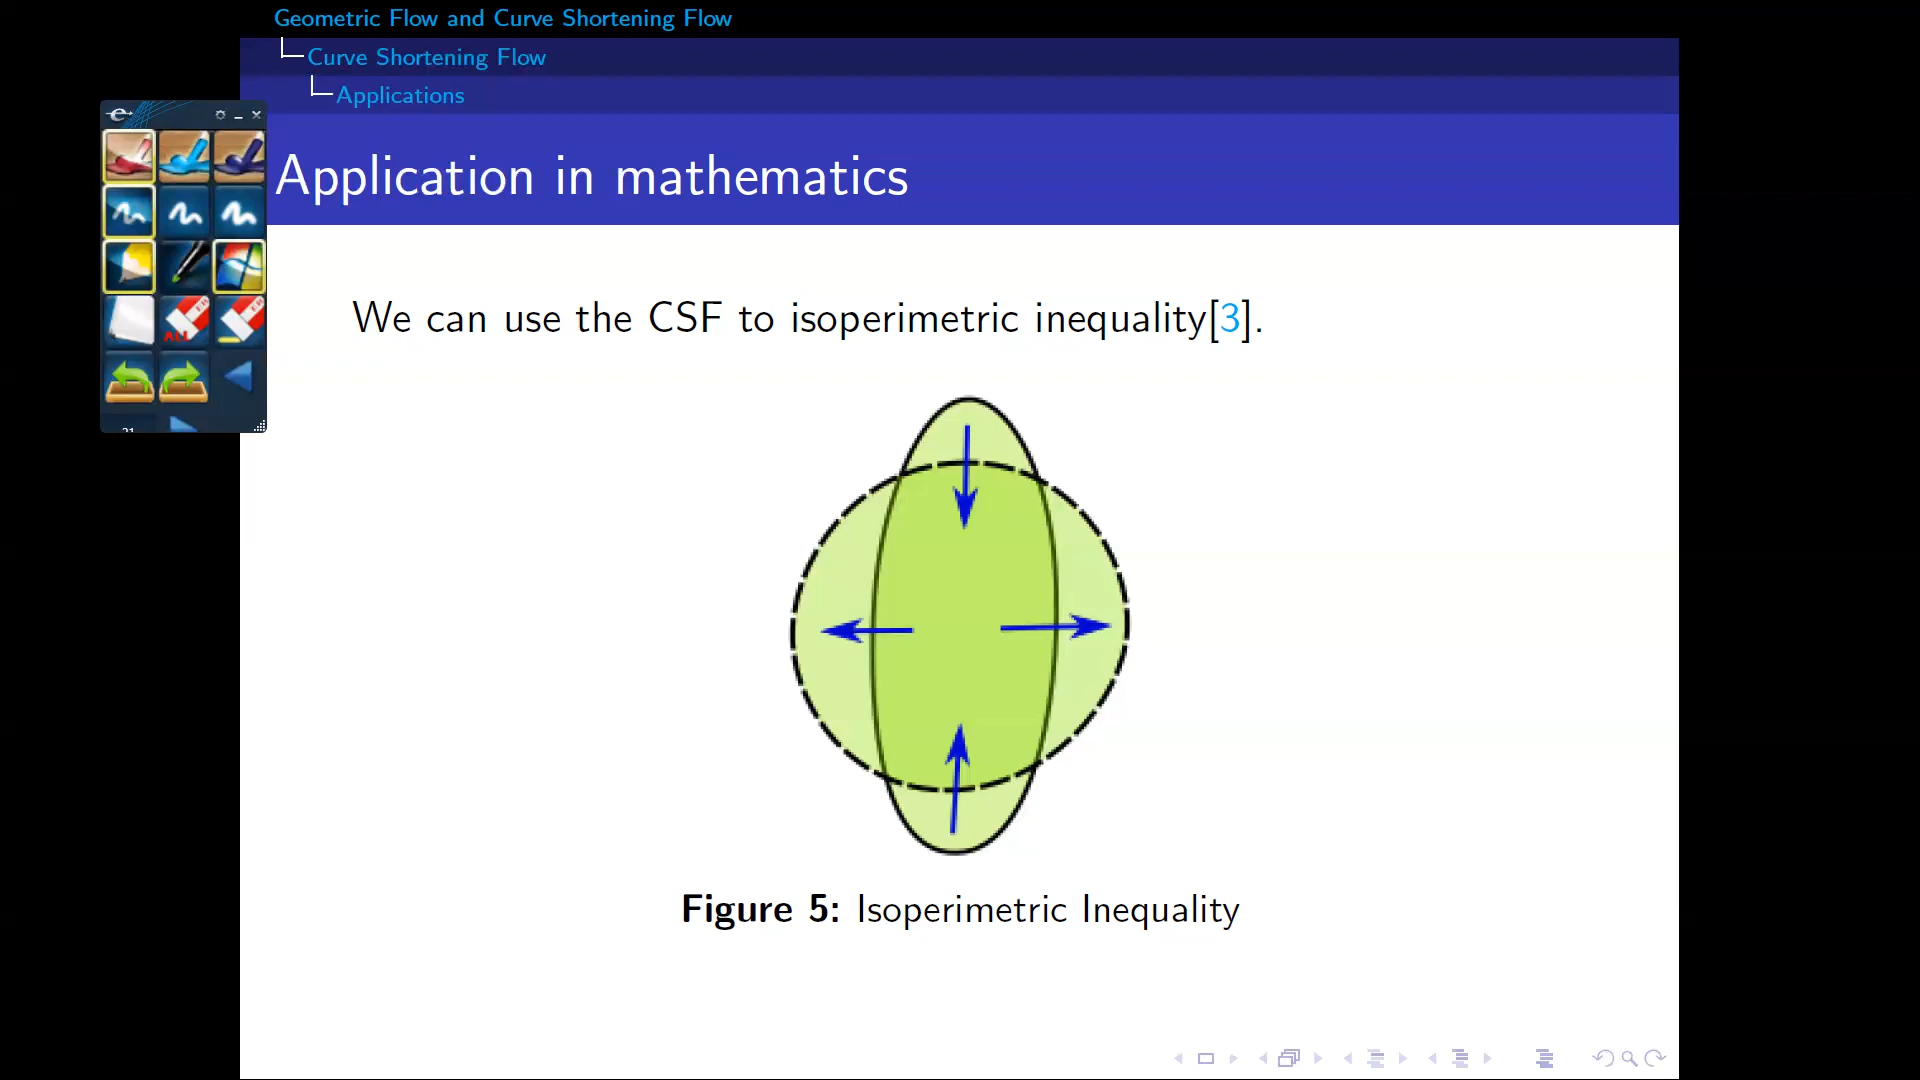 Geometric Flow and Curve Shortening Flow
Curve Shortening Flow
Applications
Application in mathematics
We can use the CSF to isoperimetric inequality[3].
ALL
Figure 5: Isoperimetric Inequality